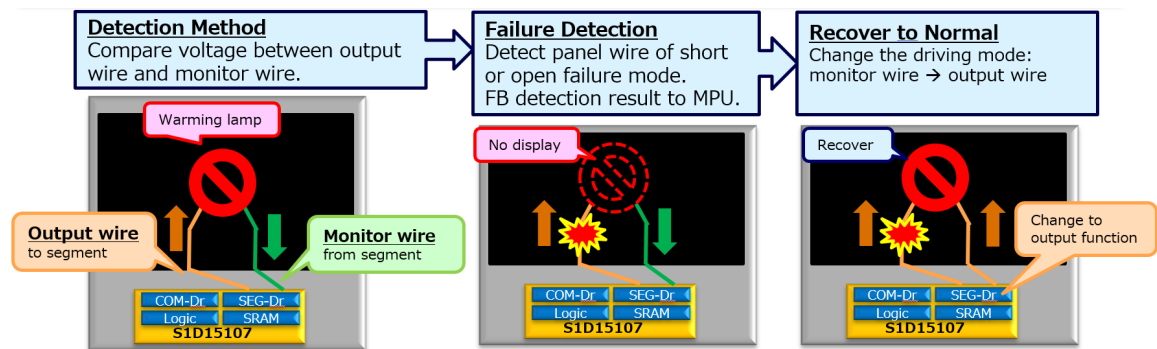 Detection Method
Compare voltage between output
wire and monitor wire.
Failure Detection
Detect panel wire of short
or open failure mode.
FB detection result to MPU.
Recover to Normal
Change the driving mode:
monitor wire → output wire
Warming lamp
Output wire
to segment
Monitor wire
from segment
COM-Dr
SEG-Dr
Logic
SRAM
S1D15107
No display
COM-Dr
SEG-Dr
Logic
SRAM
S1D15107
Recover
Change to
output function
COM-Dr
SEG-Dr
Logic
SRAM
S1D15107